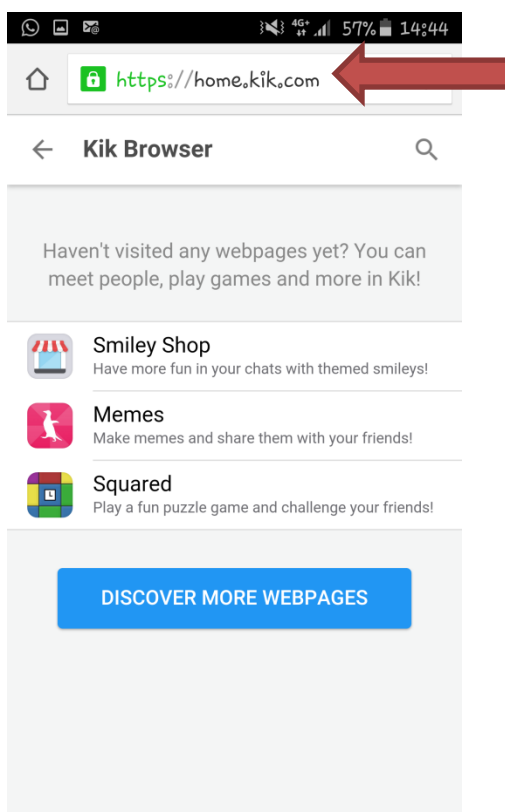 4G+ 57% 14:44
https://home.kik.com
Kik Browser
Haven't visited any webpages yet? You can
meet people, play games and more in Kik!
Smiley Shop
Have more fun in your chats with themed smileys!
Memes
Make memes and share them with your friends!
Squared
Play a fun puzzle game and challenge your friends!
DISCOVER MORE WEBPAGES